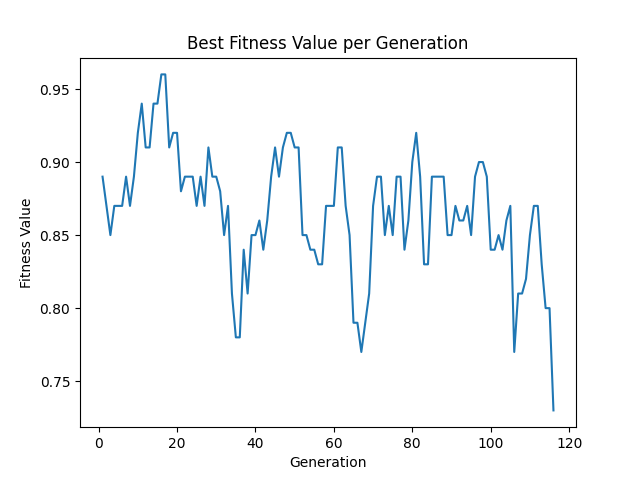 Best Fitness Value per Generation
0.95
0.90
0.85
0.80
0.75
Fitness Value
0 20 40 60 80 100 120
Generation